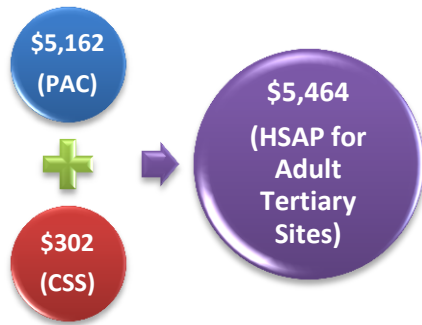 $5,162
(PAC)
$302
(CSS)
$5,464
(HSAP for
Adult
Tertiary
Sites)